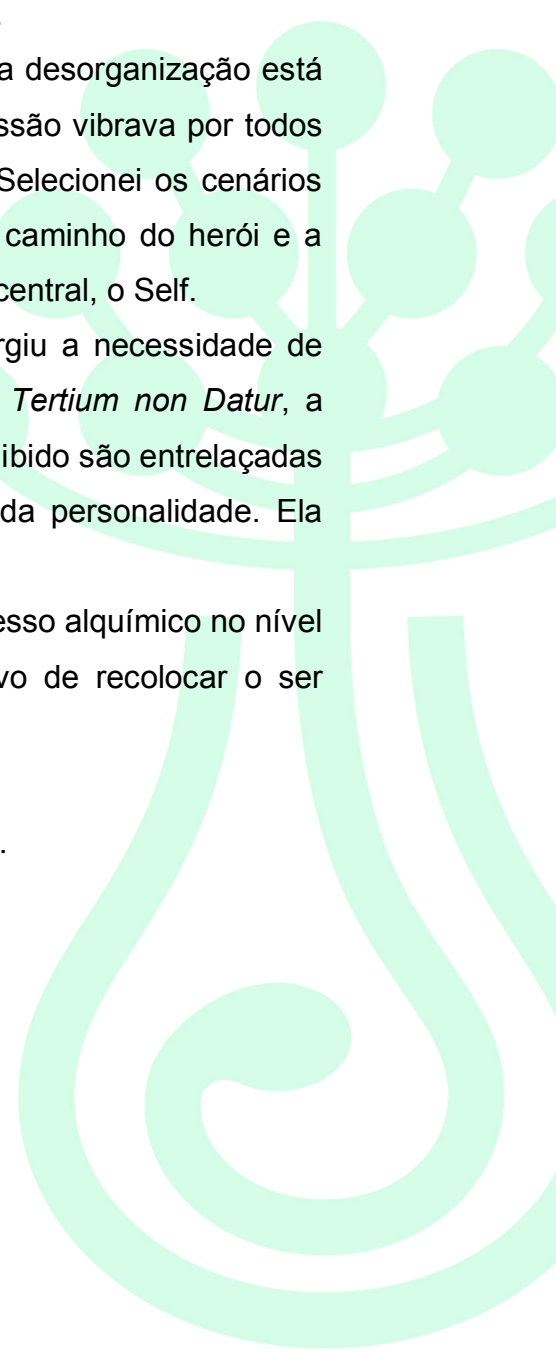 a desorganização está
ssão vibrava por todos
Selecionei os cenários
caminho do herói e a
central, o Self.
rgiu a necessidade de
Tertium non Datur, a
ibido são entrelaçadas
da personalidade. Ela
esso alquímico no nível
vo de recolocar o ser
.